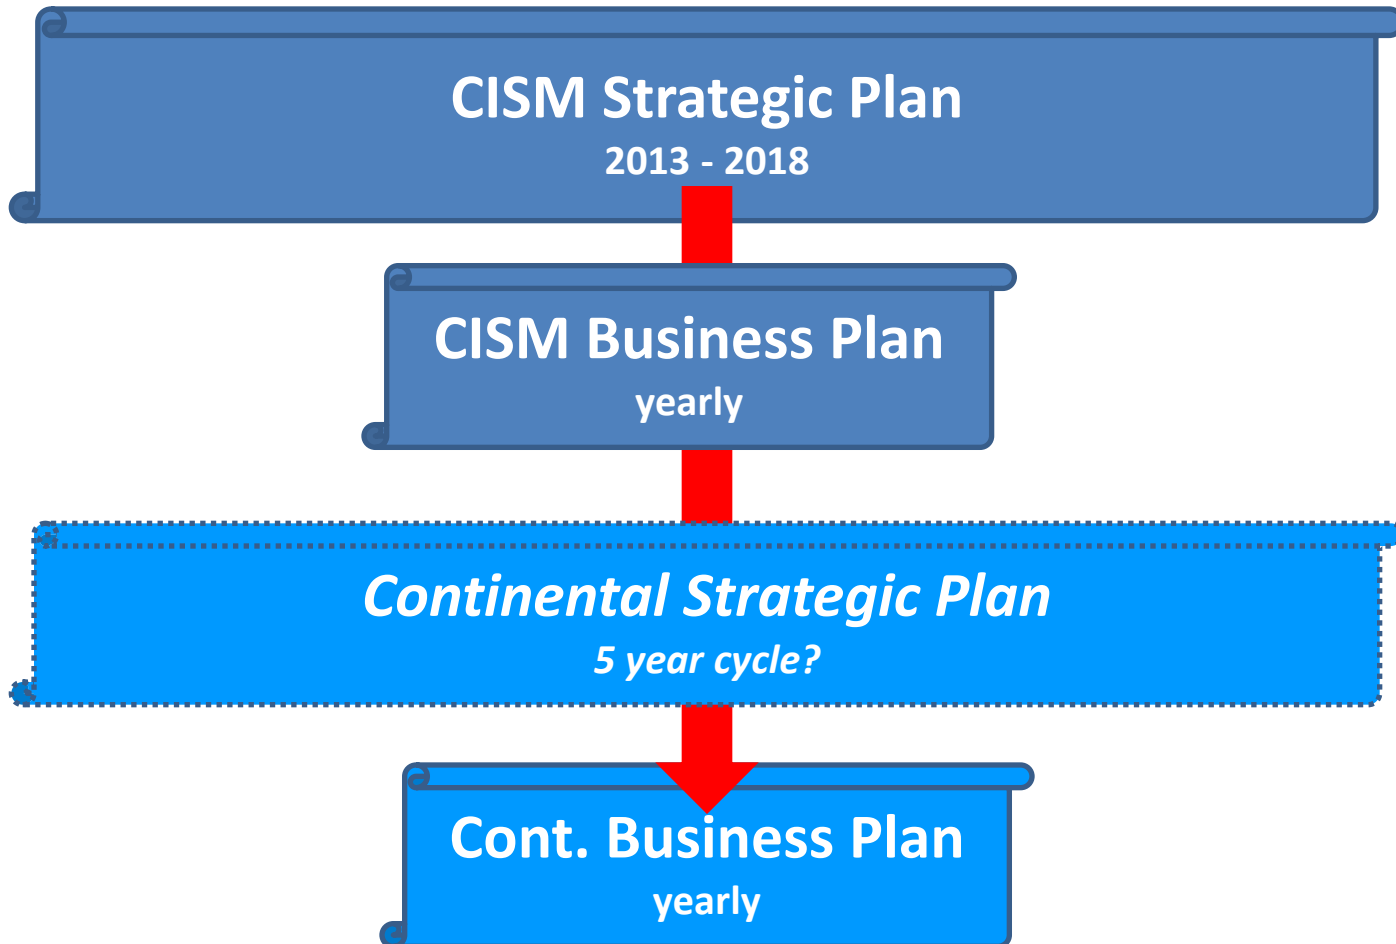 CISM Strategic Plan
2013 - 2018
CISM Business Plan
yearly
Continental Strategic Plan
5 year cycle?
Cont. Business Plan
yearly